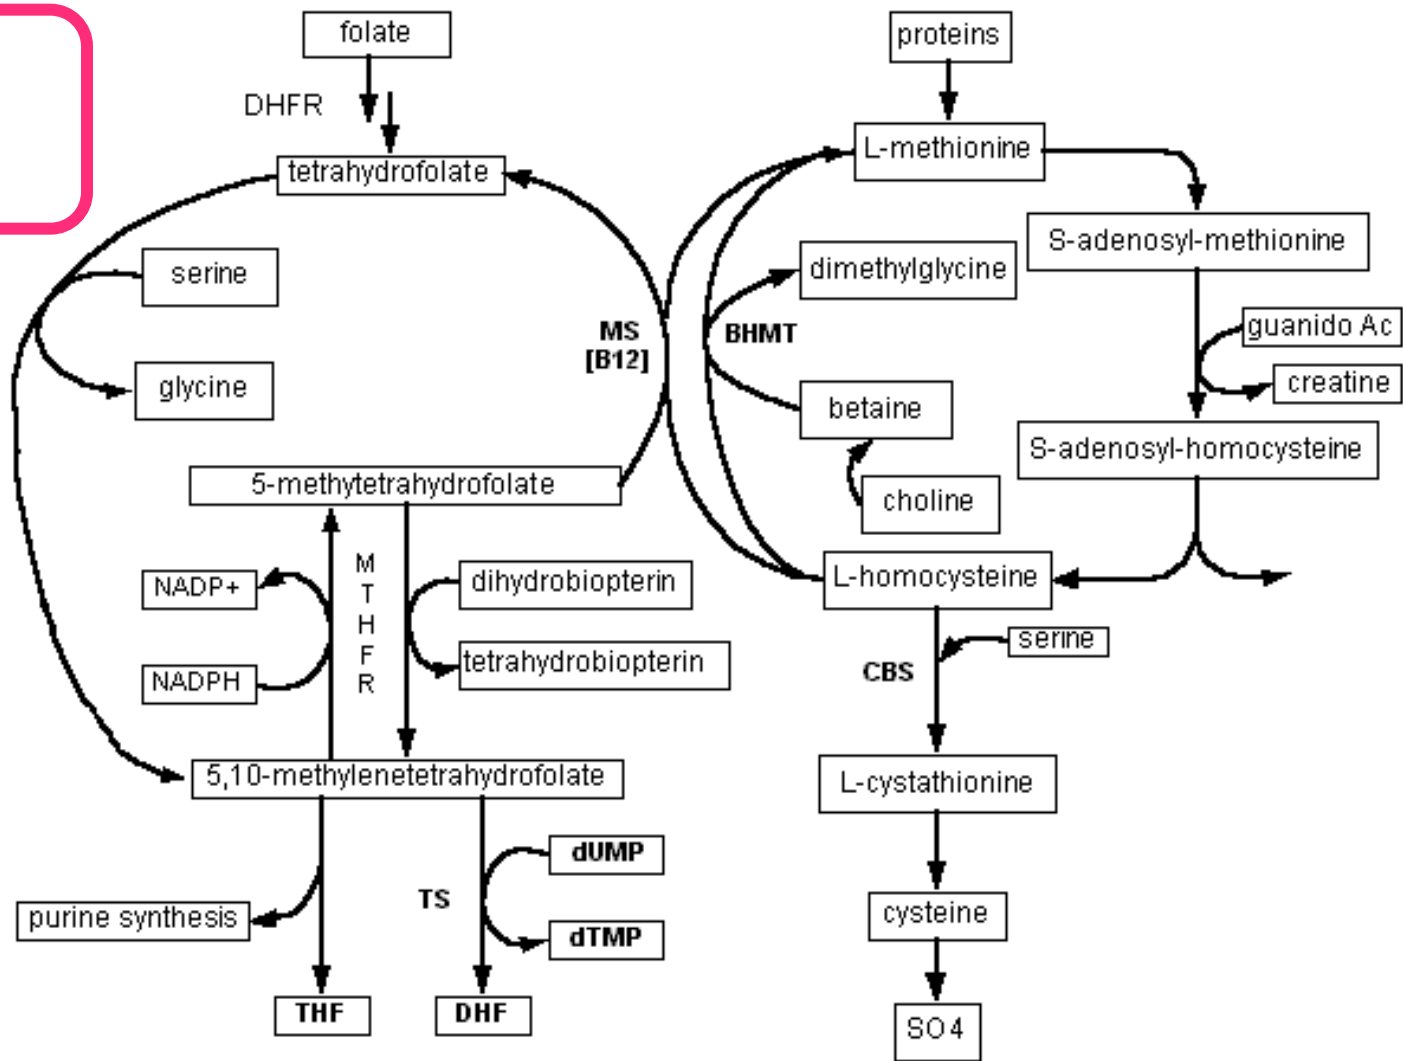 folate
proteins
DHFR
L-methionine
tetrahydrofolate
S-adenosyl-methionine
serine
dimethylglycine
guanido Ac
MS
[B12]
BHMT
glycine
creatine
betaine
S-adenosyl-homocysteine
5-methytetrahydrofolate
choline
M
T
H
F
R
NADP+
dihydrobiopterin
L-homocysteine
serine
tetrahydrobiopterin
NADPH
CBS
5,10-methylenetetrahydrofolate
L-cystathionine
dUMP
TS
purine synthesis
dTMP
cysteine
THF
DHF
SO4